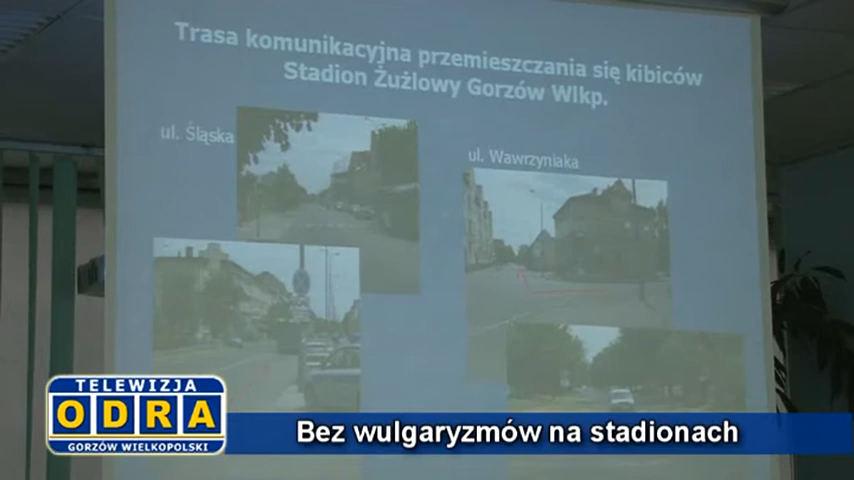 Trasa komunikacyjna przemieszczania się kibiców
Stadion Żużlowy Gorzów Wlkp.
ul. Śląska
ul. Wawrzyniaka
TELEWIZJA
ODRA
GORZÓW WIELKOPOLSKI
Bez wulgaryzmów na stadionach